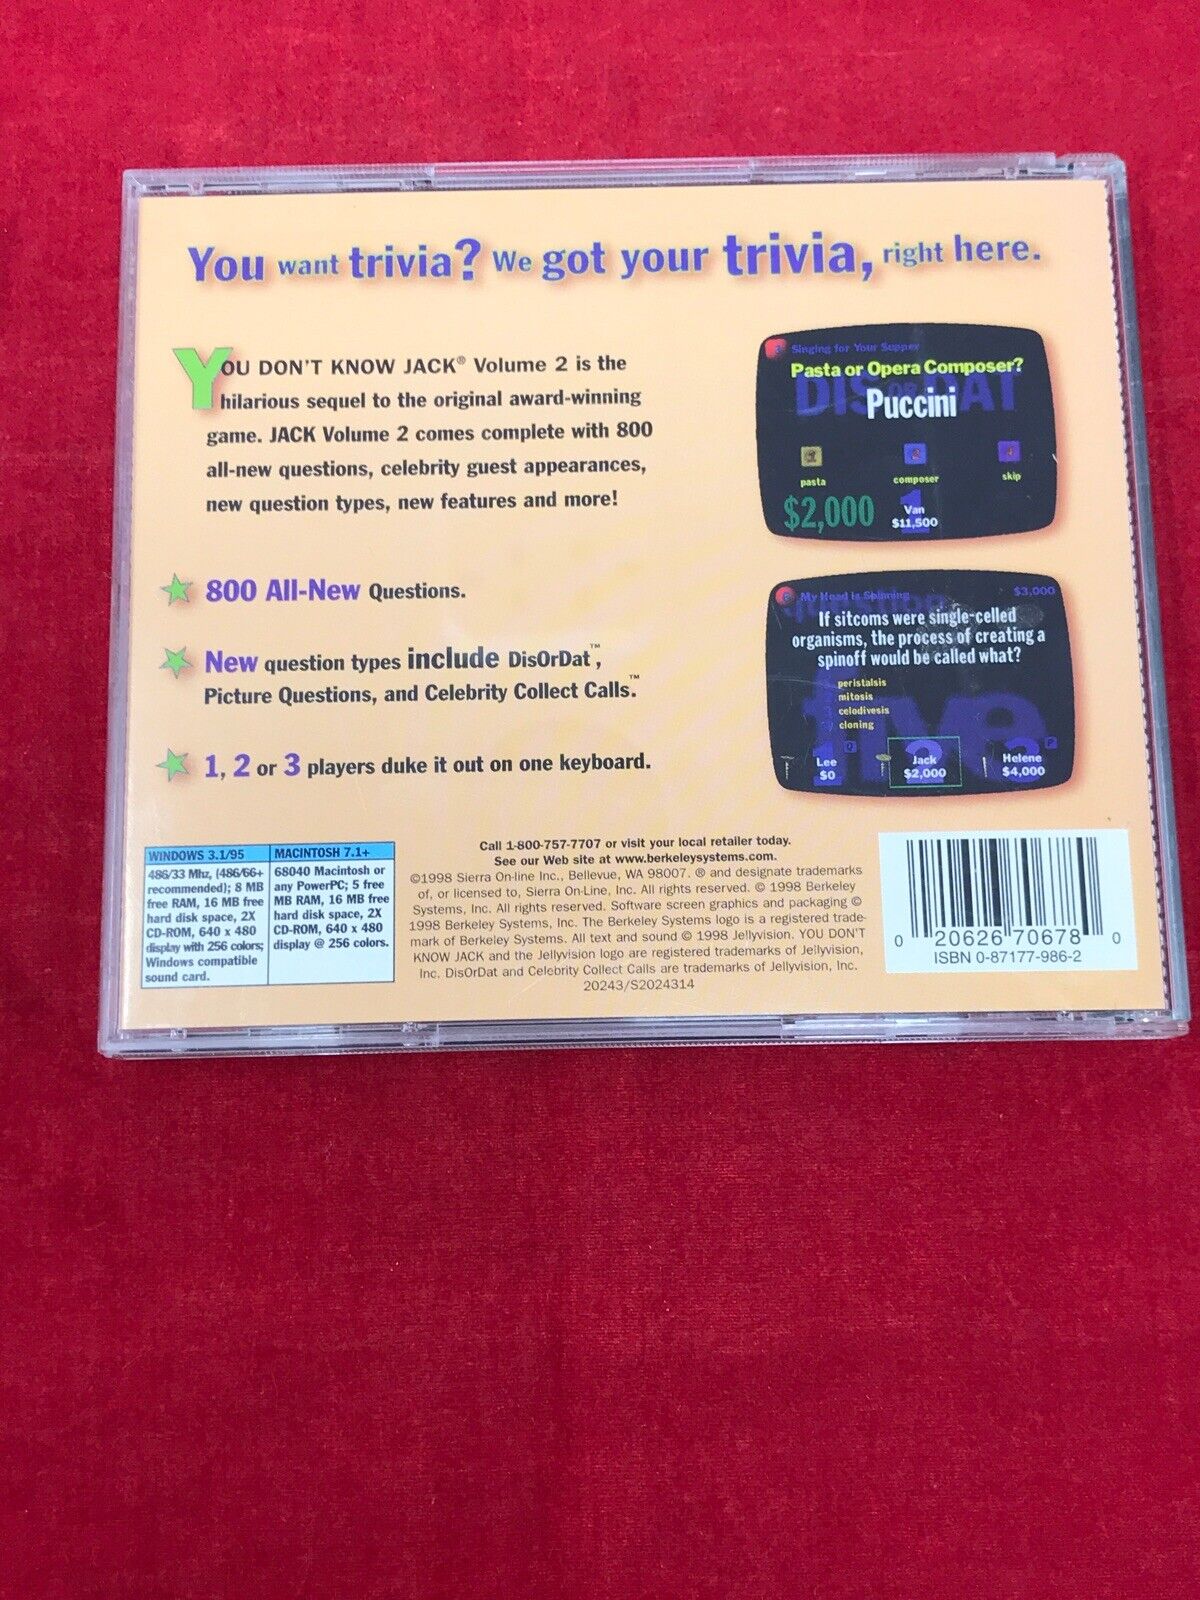 You want trivia? We got your trivia, right here.
YOU DON'T KNOW JACK® Volume 2 is the
hilarious sequel to the original award-winning
game. JACK Volume 2 comes complete with 800
all-new questions, celebrity guest appearances,
new question types, new features and more!
800 All-New Questions.
New question types include DisOrDat™,
Picture Questions, and Celebrity Collect Calls.™
1, 2 or 3 players duke it out on one keyboard.
Singing for Your Supper
Pasta or Opera Composer?
DIS OR DAT
Puccini
1 2 4
pasta composer skip
$2,000
1
Van
$11,500
My Head is Spinning $3,000
If sitcoms were single-celled
organisms, the process of creating a
spinoff would be called what?
peristalsis
mitosis
celodivesis
cloning
five
1 2 3
Lee Jack Helene
$0 $2,000 $4,000
WINDOWS 3.1/95
486/33 Mhz, (486/66+
recommended); 8 MB
free RAM, 16 MB free
hard disk space, 2X
CD-ROM, 640 x 480
display with 256 colors;
Windows compatible
sound card.
MACINTOSH 7.1+
68040 Macintosh or
any PowerPC; 5 free
MB RAM, 16 MB free
hard disk space, 2X
CD-ROM, 640 x 480
display @ 256 colors.
Call 1-800-757-7707 or visit your local retailer today.
See our Web site at www.berkeleysystems.com.
©1998 Sierra On-line Inc., Bellevue, WA 98007. ® and designate trademarks
of, or licensed to, Sierra On-Line, Inc. All rights reserved. © 1998 Berkeley
Systems, Inc. All rights reserved. Software screen graphics and packaging ©
1998 Berkeley Systems, Inc. The Berkeley Systems logo is a registered trade-
mark of Berkeley Systems. All text and sound © 1998 Jellyvision. YOU DON'T
KNOW JACK and the Jellyvision logo are registered trademarks of Jellyvision,
Inc. DisOrDat and Celebrity Collect Calls are trademarks of Jellyvision, Inc.
20243/S2024314
0 20626 70678 0
ISBN 0-87177-986-2